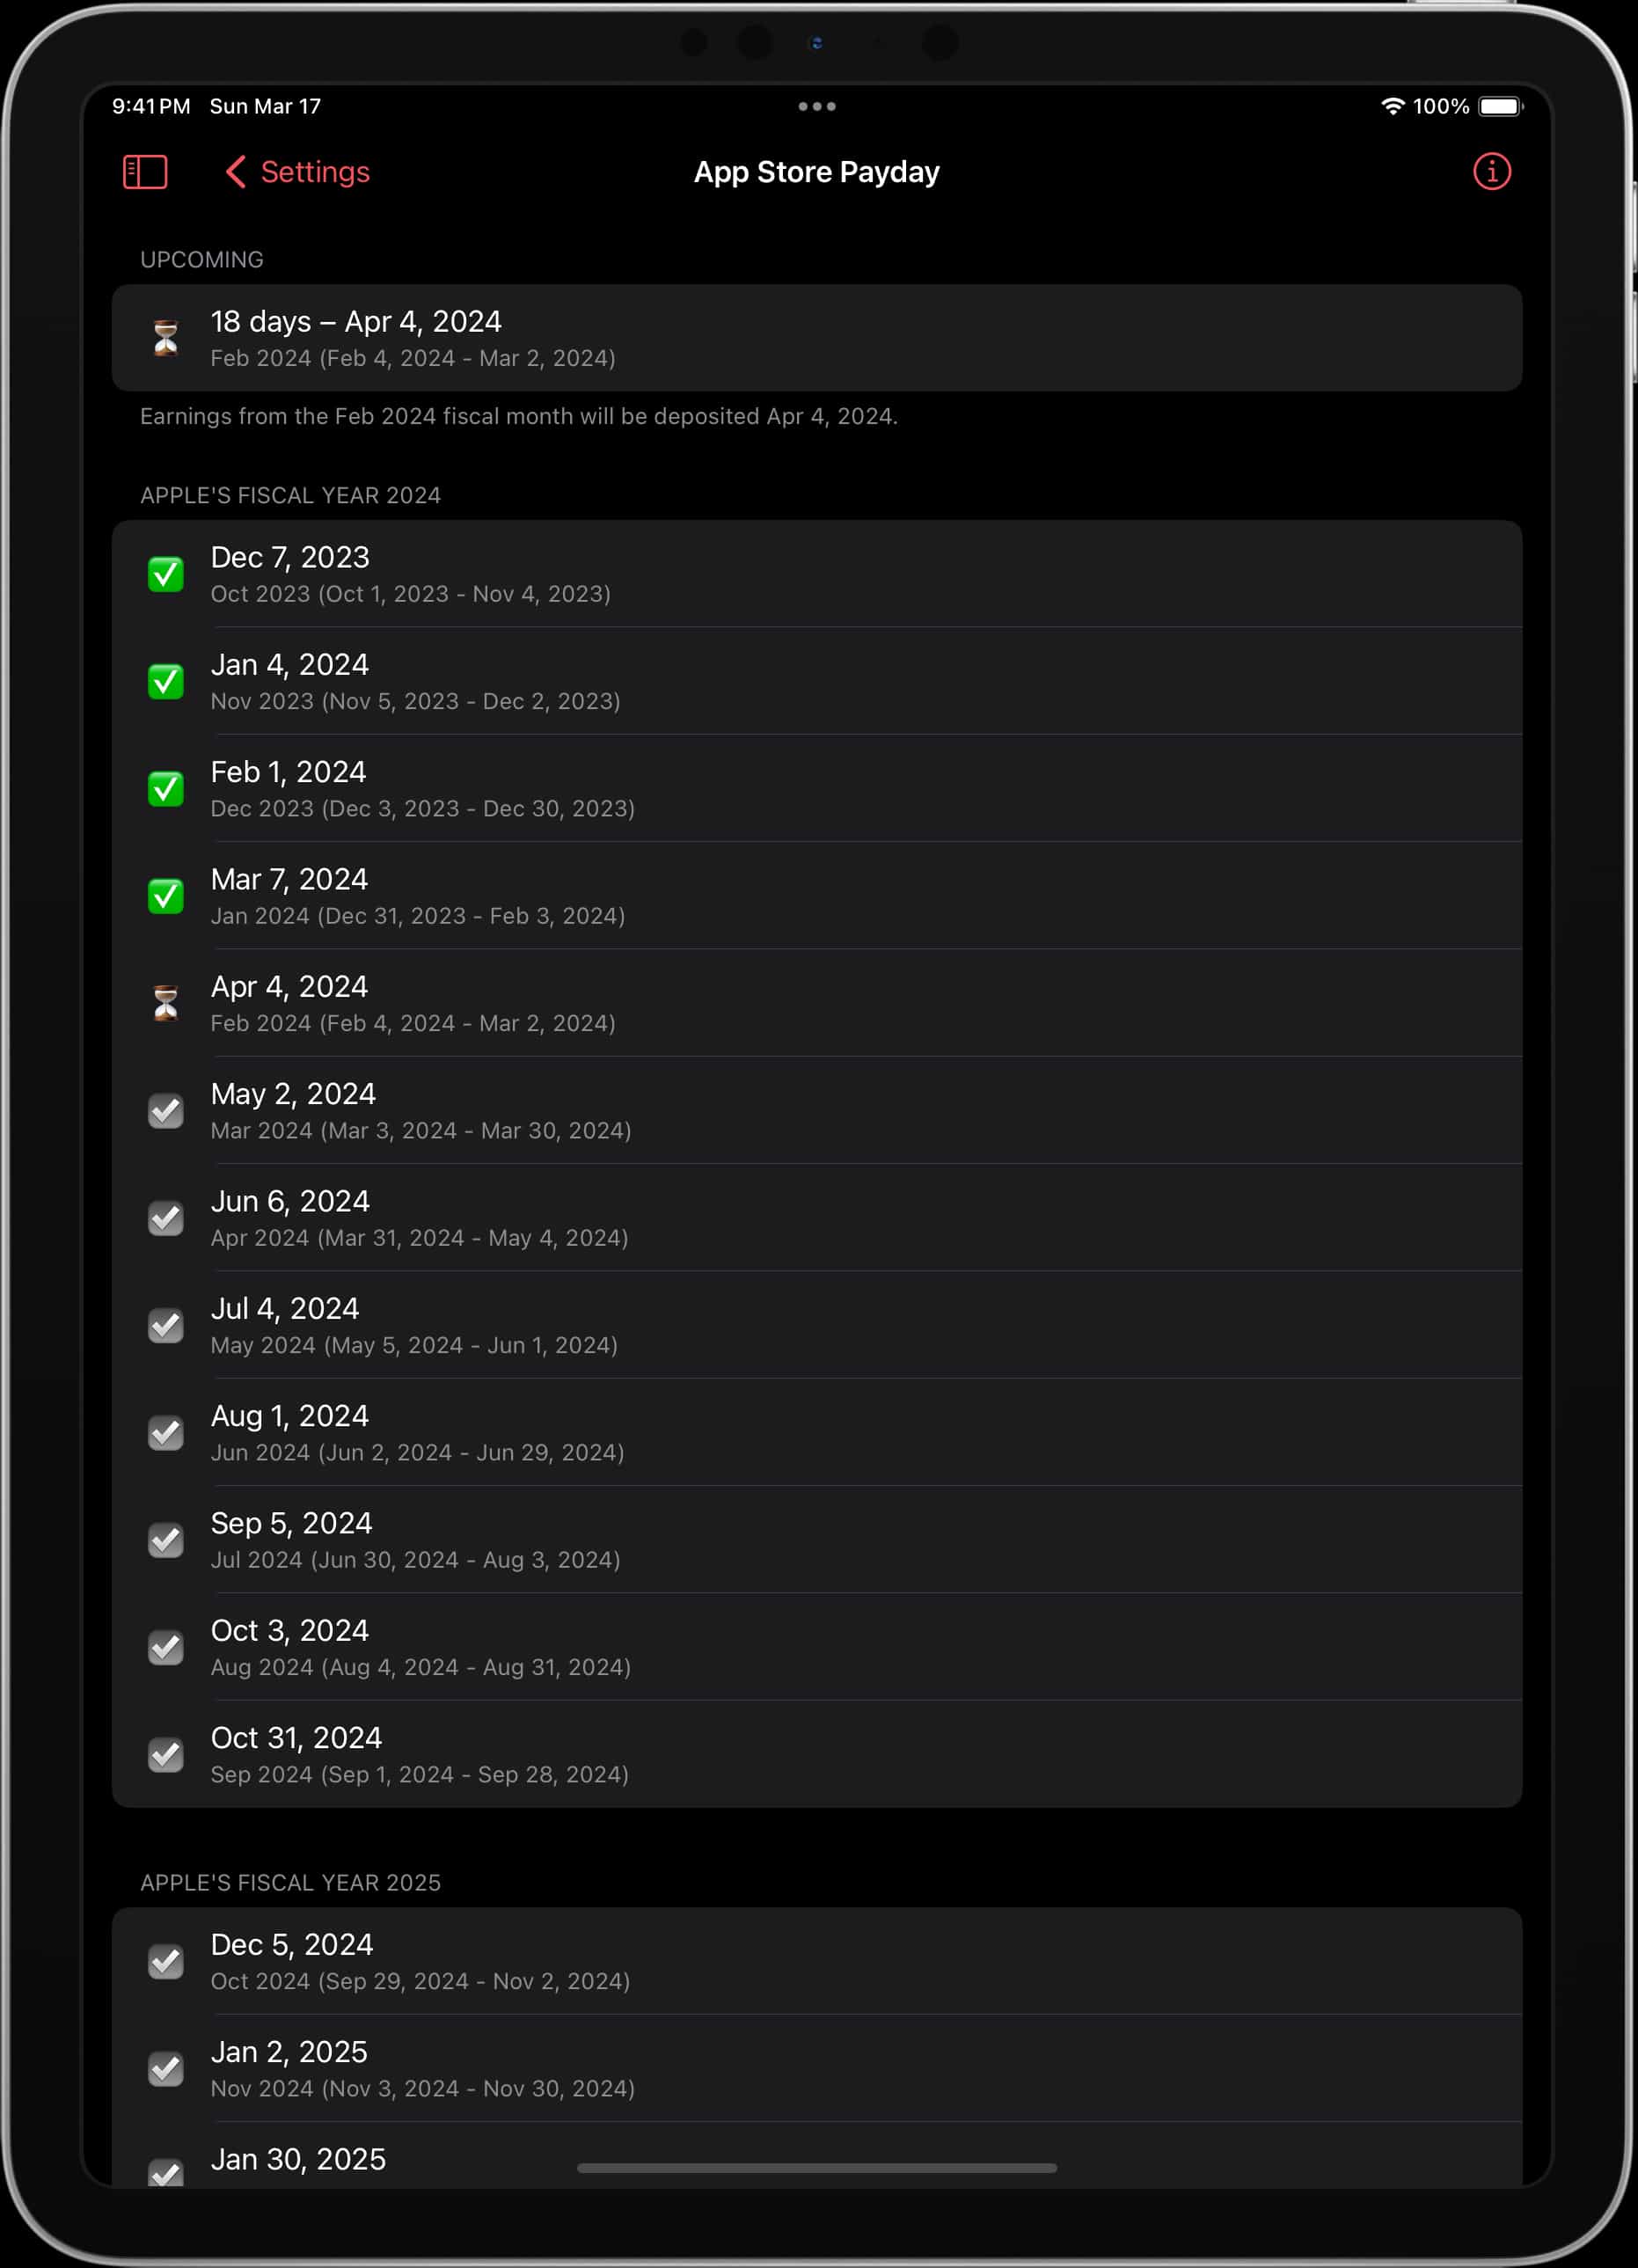 9:41 PM Sun Mar 17
100%
Settings
App Store Payday
UPCOMING
18 days – Apr 4, 2024
Feb 2024 (Feb 4, 2024 - Mar 2, 2024)
Earnings from the Feb 2024 fiscal month will be deposited Apr 4, 2024.
APPLE'S FISCAL YEAR 2024
Dec 7, 2023
Oct 2023 (Oct 1, 2023 - Nov 4, 2023)
Jan 4, 2024
Nov 2023 (Nov 5, 2023 - Dec 2, 2023)
Feb 1, 2024
Dec 2023 (Dec 3, 2023 - Dec 30, 2023)
Mar 7, 2024
Jan 2024 (Dec 31, 2023 - Feb 3, 2024)
Apr 4, 2024
Feb 2024 (Feb 4, 2024 - Mar 2, 2024)
May 2, 2024
Mar 2024 (Mar 3, 2024 - Mar 30, 2024)
Jun 6, 2024
Apr 2024 (Mar 31, 2024 - May 4, 2024)
Jul 4, 2024
May 2024 (May 5, 2024 - Jun 1, 2024)
Aug 1, 2024
Jun 2024 (Jun 2, 2024 - Jun 29, 2024)
Sep 5, 2024
Jul 2024 (Jun 30, 2024 - Aug 3, 2024)
Oct 3, 2024
Aug 2024 (Aug 4, 2024 - Aug 31, 2024)
Oct 31, 2024
Sep 2024 (Sep 1, 2024 - Sep 28, 2024)
APPLE'S FISCAL YEAR 2025
Dec 5, 2024
Oct 2024 (Sep 29, 2024 - Nov 2, 2024)
Jan 2, 2025
Nov 2024 (Nov 3, 2024 - Nov 30, 2024)
Jan 30, 2025